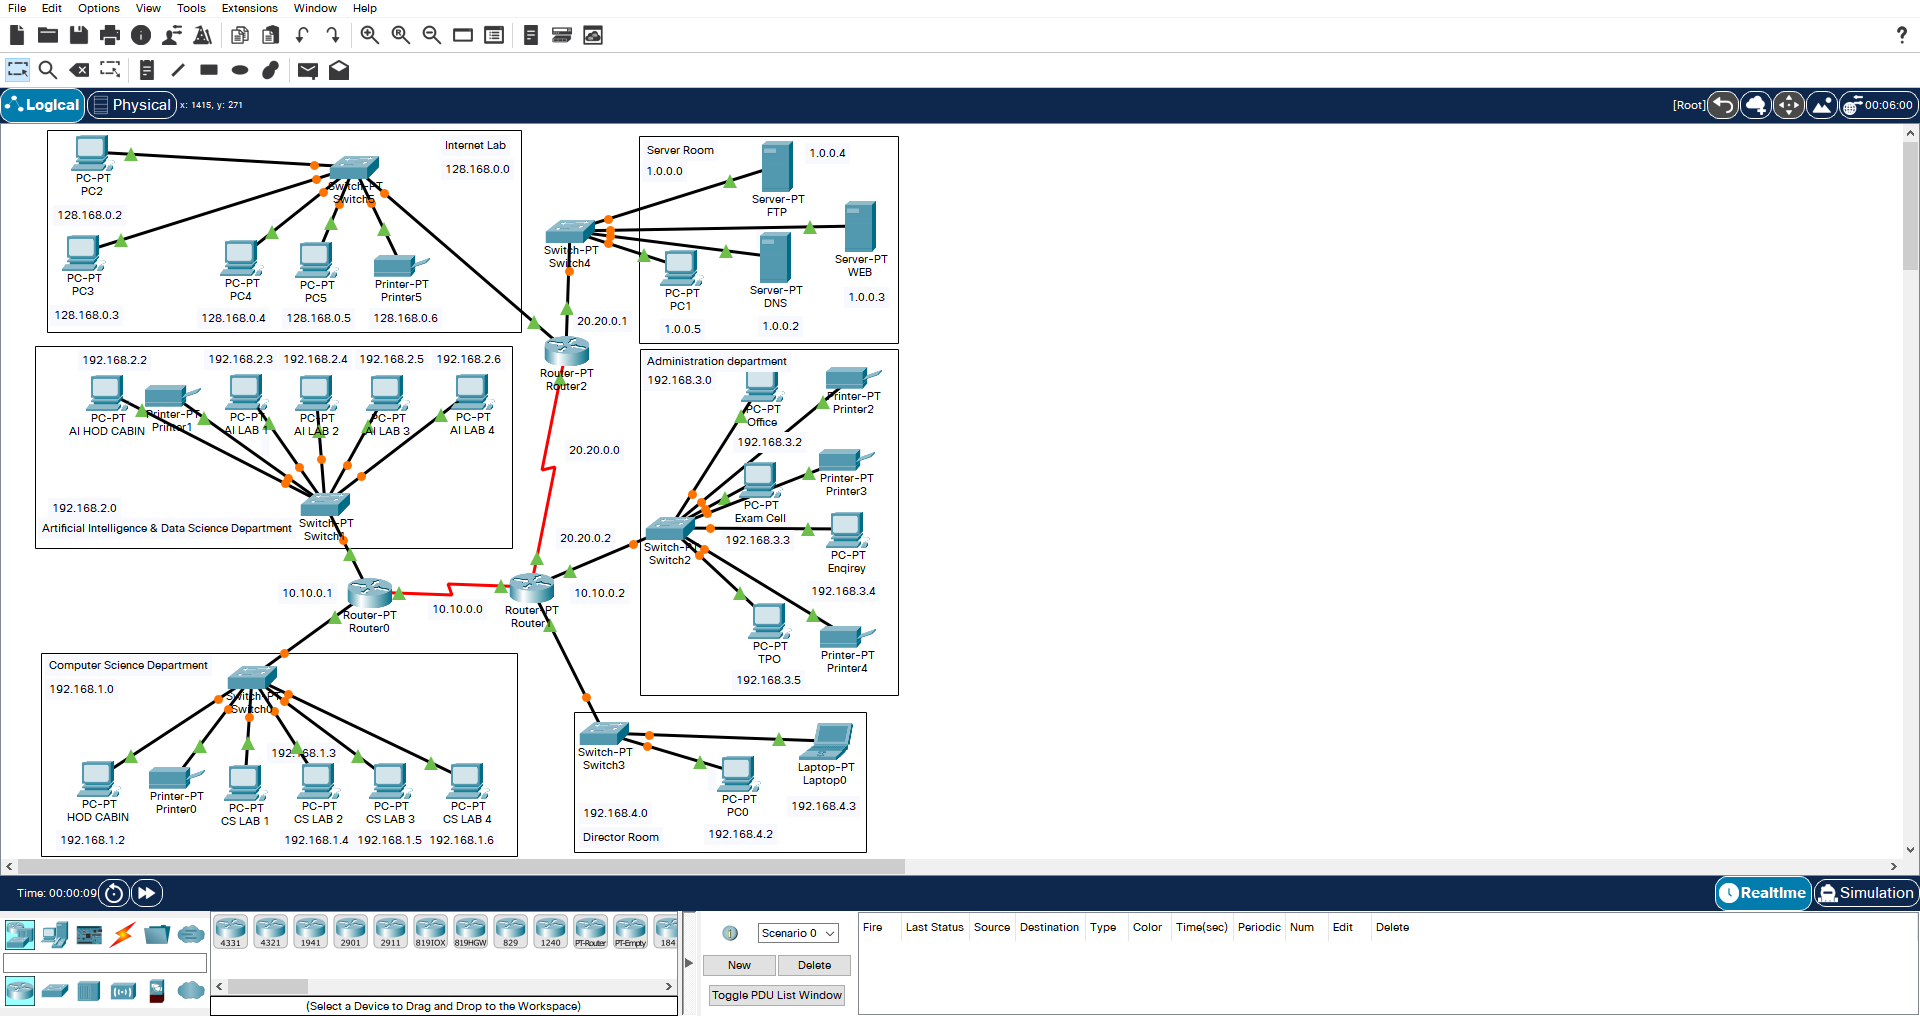 File Edit Options View Tools Extensions Window Help
Logical Physical x: 1415, y: 271 [Root] 00:06:00
Internet Lab
128.168.0.0
PC-PT
PC2
128.168.0.2
Switch-PT
Switch5
PC-PT
PC3
128.168.0.3
PC-PT
PC4
128.168.0.4
PC-PT
PC5
128.168.0.5
Printer-PT
Printer5
128.168.0.6
Server Room
1.0.0.0
1.0.0.4
Server-PT
FTP
Switch-PT
Switch4
Server-PT
WEB
1.0.0.3
PC-PT
PC1
1.0.0.5
Server-PT
DNS
1.0.0.2
20.20.0.1
Router-PT
Router2
192.168.2.2 192.168.2.3 192.168.2.4 192.168.2.5 192.168.2.6
PC-PT
AI HOD CABIN
Printer-PT
Printer1
PC-PT
AI LAB 1
PC-PT
AI LAB 2
PC-PT
AI LAB 3
PC-PT
AI LAB 4
192.168.2.0
Artificial Intelligence & Data Science Department
Switch-PT
Switch1
Administration department
192.168.3.0
PC-PT
Office
192.168.3.2
Printer-PT
Printer2
Printer-PT
Printer3
PC-PT
Exam Cell
192.168.3.3
Switch-PT
Switch2
PC-PT
Enqirey
192.168.3.4
PC-PT
TPO
192.168.3.5
Printer-PT
Printer4
20.20.0.0
20.20.0.2
10.10.0.1
Router-PT
Router0
10.10.0.0
Router-PT
Router1
10.10.0.2
Computer Science Department
192.168.1.0
Switch-PT
Switch0
192.168.1.3
PC-PT
HOD CABIN
192.168.1.2
Printer-PT
Printer0
PC-PT
CS LAB 1
PC-PT
CS LAB 2
192.168.1.4
PC-PT
CS LAB 3
192.168.1.5
PC-PT
CS LAB 4
192.168.1.6
Switch-PT
Switch3
Laptop-PT
Laptop0
192.168.4.3
PC-PT
PC0
192.168.4.2
192.168.4.0
Director Room
Time: 00:00:09 Realtime Simulation
4331 4321 1941 2901 2911 819IOX 819HGW 829 1240 PT-Router PT-Empty 184
(Select a Device to Drag and Drop to the Workspace)
Scenario 0
New Delete
Toggle PDU List Window
Fire Last Status Source Destination Type Color Time(sec) Periodic Num Edit Delete